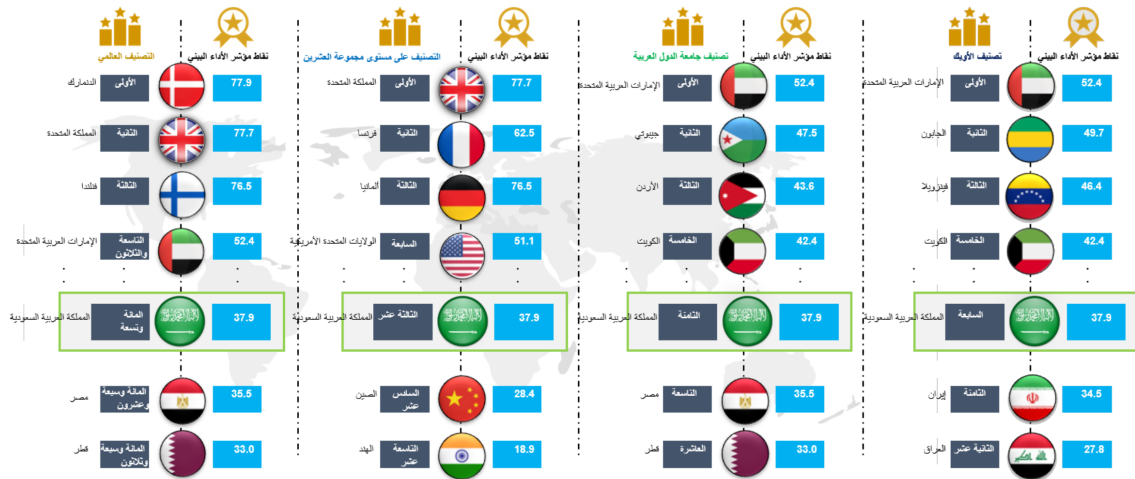 نقاط مؤشر الأداء البيئي
تصنيف الأوبك
52.4 الأولى الإمارات العربية المتحدة
49.7 الثانية الجابون
46.4 الثالثة فينزويلا
42.4 الخامسة الكويت
37.9 السابعة المملكة العربية السعودية
34.5 الثامنة إيران
27.8 الثانية عشر العراق
نقاط مؤشر الأداء البيئي
تصنيف جامعة الدول العربية
52.4 الأولى الإمارات العربية المتحدة
47.5 الثانية جيبوتي
43.6 الثالثة الأردن
42.4 الخامسة الكويت
37.9 الثامنة المملكة العربية السعودية
35.5 التاسعة مصر
33.0 العاشرة قطر
نقاط مؤشر الأداء البيئي
التصنيف على مستوى مجموعة العشرين
77.7 الأولى المملكة المتحدة
62.5 الثانية فرنسا
76.5 الثالثة ألمانيا
51.1 السابعة الولايات المتحدة الأمريكية
37.9 الثالثة عشر المملكة العربية السعودية
28.4 السادس عشر الصين
18.9 التاسعة عشر الهند
نقاط مؤشر الأداء البيئي
التصنيف العالمي
77.9 الأولى الدنمارك
77.7 الثانية المملكة المتحدة
76.5 الثالثة فنلندا
52.4 التاسعة والثلاثون الإمارات العربية المتحدة
37.9 المائة وتسعة المملكة العربية السعودية
35.5 المائة وسبعة وعشرون مصر
33.0 المائة وسبعة وثلاثون قطر